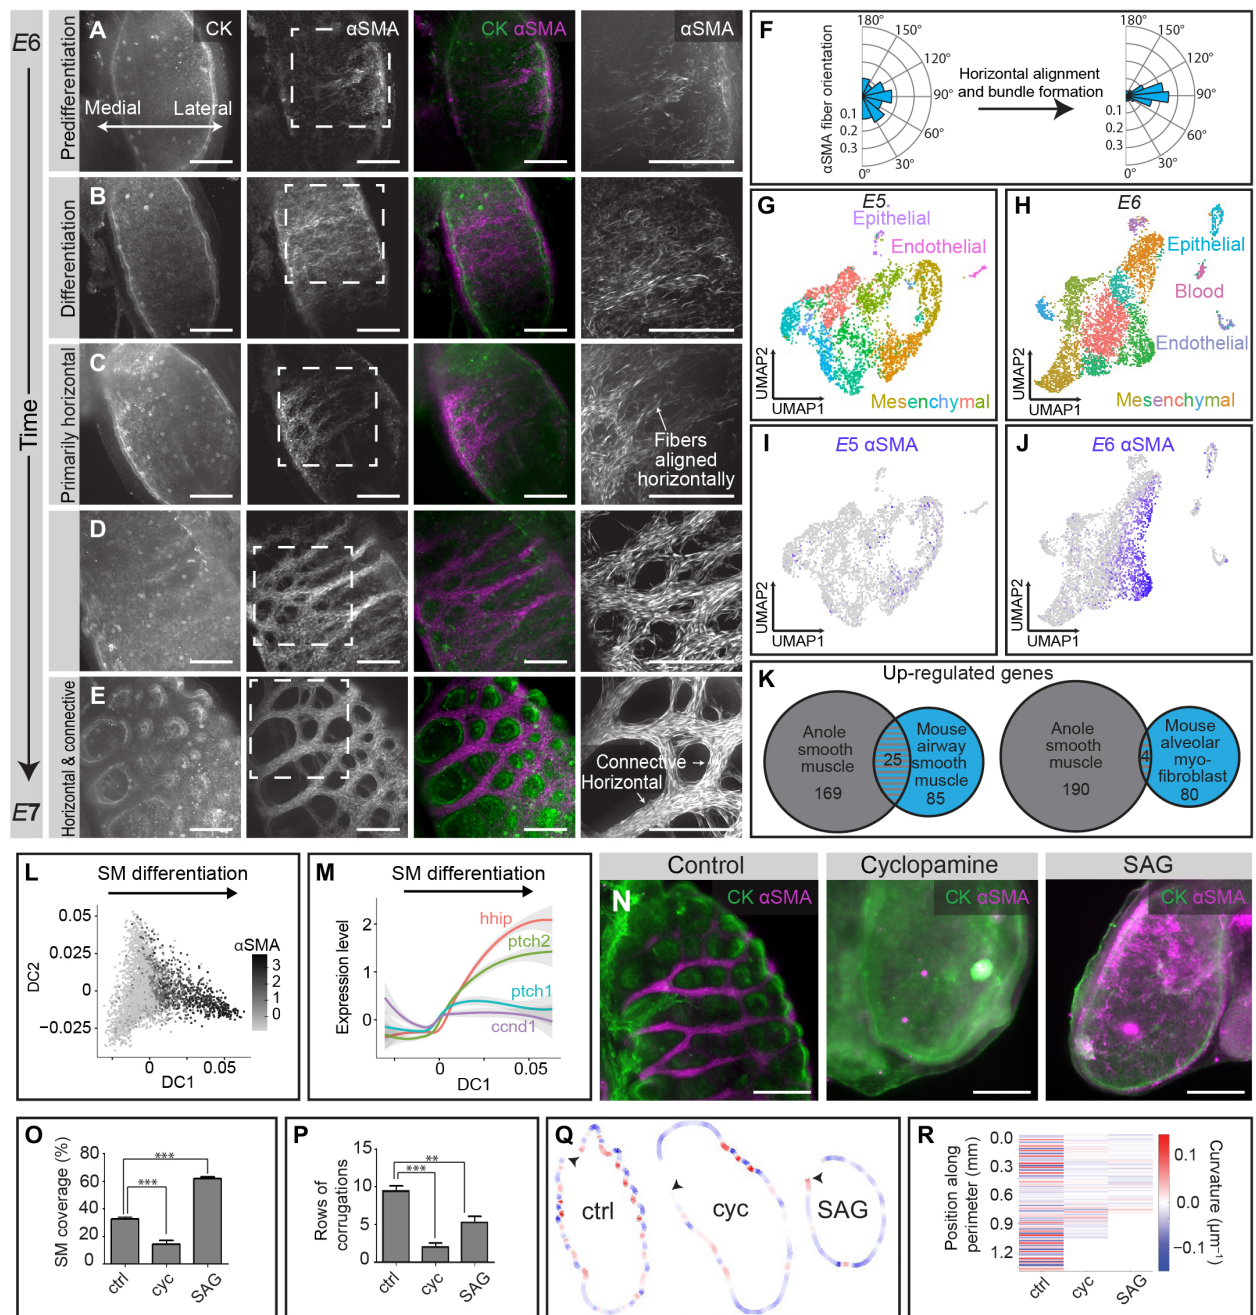 E6
Time
E7
Predifferentiation
Differentiation
Primarily horizontal
Horizontal & connective
A
CK
αSMA
CK αSMA
αSMA
Medial
Lateral
B
C
Fibers
aligned
horizontally
D
E
Connective
Horizontal
F
αSMA fiber orientation
180°
150°
120°
90°
60°
30°
0°
0.1
0.2
0.3
Horizontal alignment
and bundle formation
180°
150°
120°
90°
60°
30°
0°
0.1
0.2
0.3
G
E5
Epithelial
Endothelial
Mesenchymal
UMAP2
UMAP1
H
E6
Epithelial
Blood
Endothelial
Mesenchymal
UMAP2
UMAP1
I
E5 αSMA
UMAP2
UMAP1
J
E6 αSMA
UMAP2
UMAP1
K
Up-regulated genes
Anole
smooth
muscle
169
25
Mouse
airway
smooth
muscle
85
Anole
smooth
muscle
190
4
Mouse
alveolar
myo-
fibroblast
80
L
SM differentiation
DC2
0.05
0.025
0
−0.025
0
0.05
DC1
αSMA
3
2
1
0
M
SM differentiation
Expression level
2
1
0
hhip
ptch2
ptch1
ccnd1
0
0.05
DC1
N
Control
CK αSMA
Cyclopamine
CK αSMA
SAG
CK αSMA
O
SM coverage (%)
80
60
40
20
0
***
***
ctrl
cyc
SAG
P
Rows of
corrugations
15
10
5
0
**
***
ctrl
cyc
SAG
Q
ctrl
cyc
SAG
R
Position along
perimeter (mm)
0.0
0.3
0.6
0.9
1.2
ctrl
cyc
SAG
0.1
0.0
−0.1
Curvature (μm⁻¹)